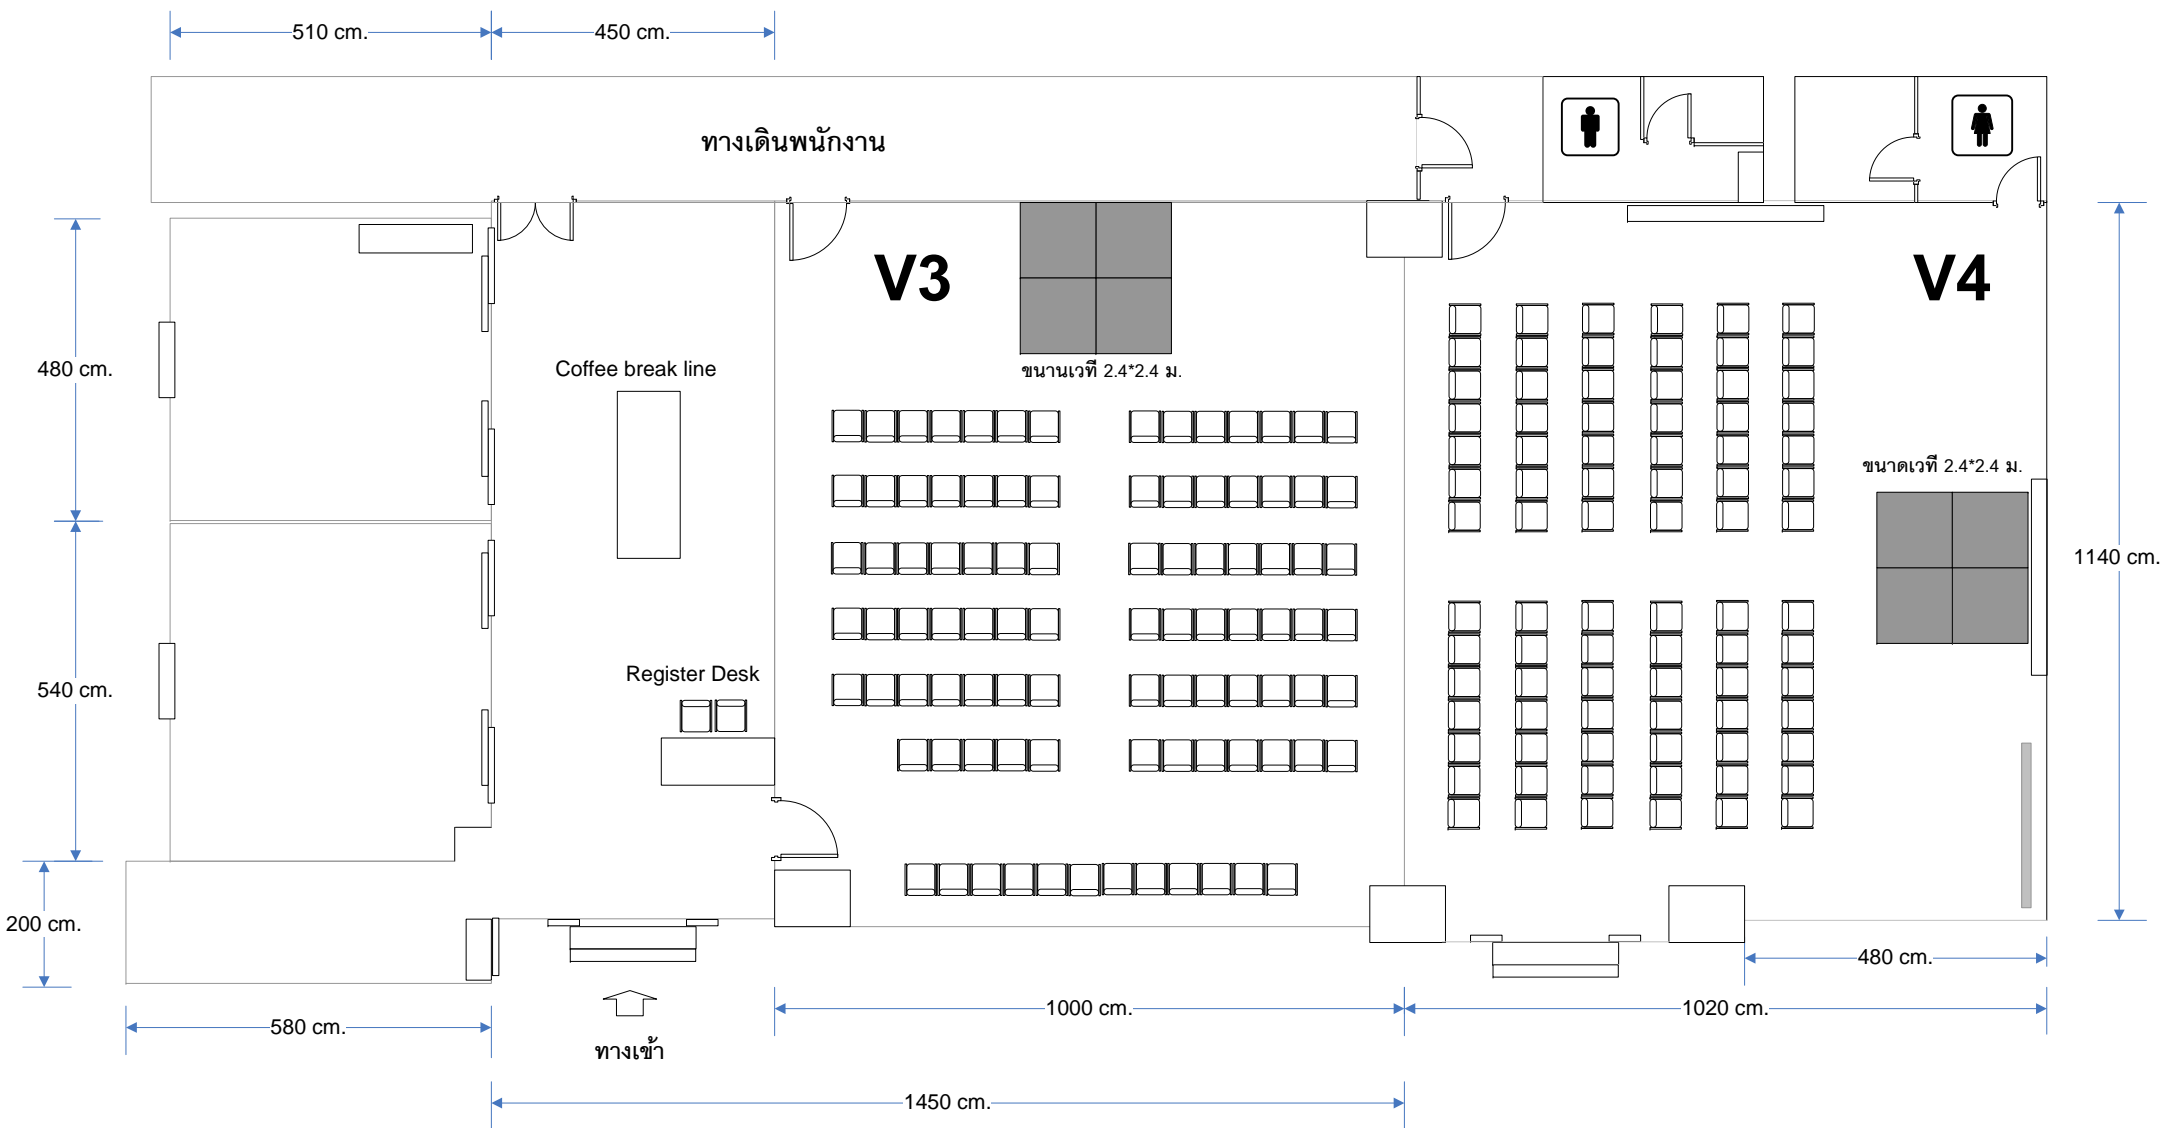 510 cm.
450 cm.
ทางเดินพนักงาน
V3
V4
480 cm.
Coffee break line
ขนานเวที 2.4*2.4 ม.
ขนาดเวที 2.4*2.4 ม.
1140 cm.
540 cm.
Register Desk
200 cm.
480 cm.
1000 cm.
1020 cm.
580 cm.
ทางเข้า
1450 cm.